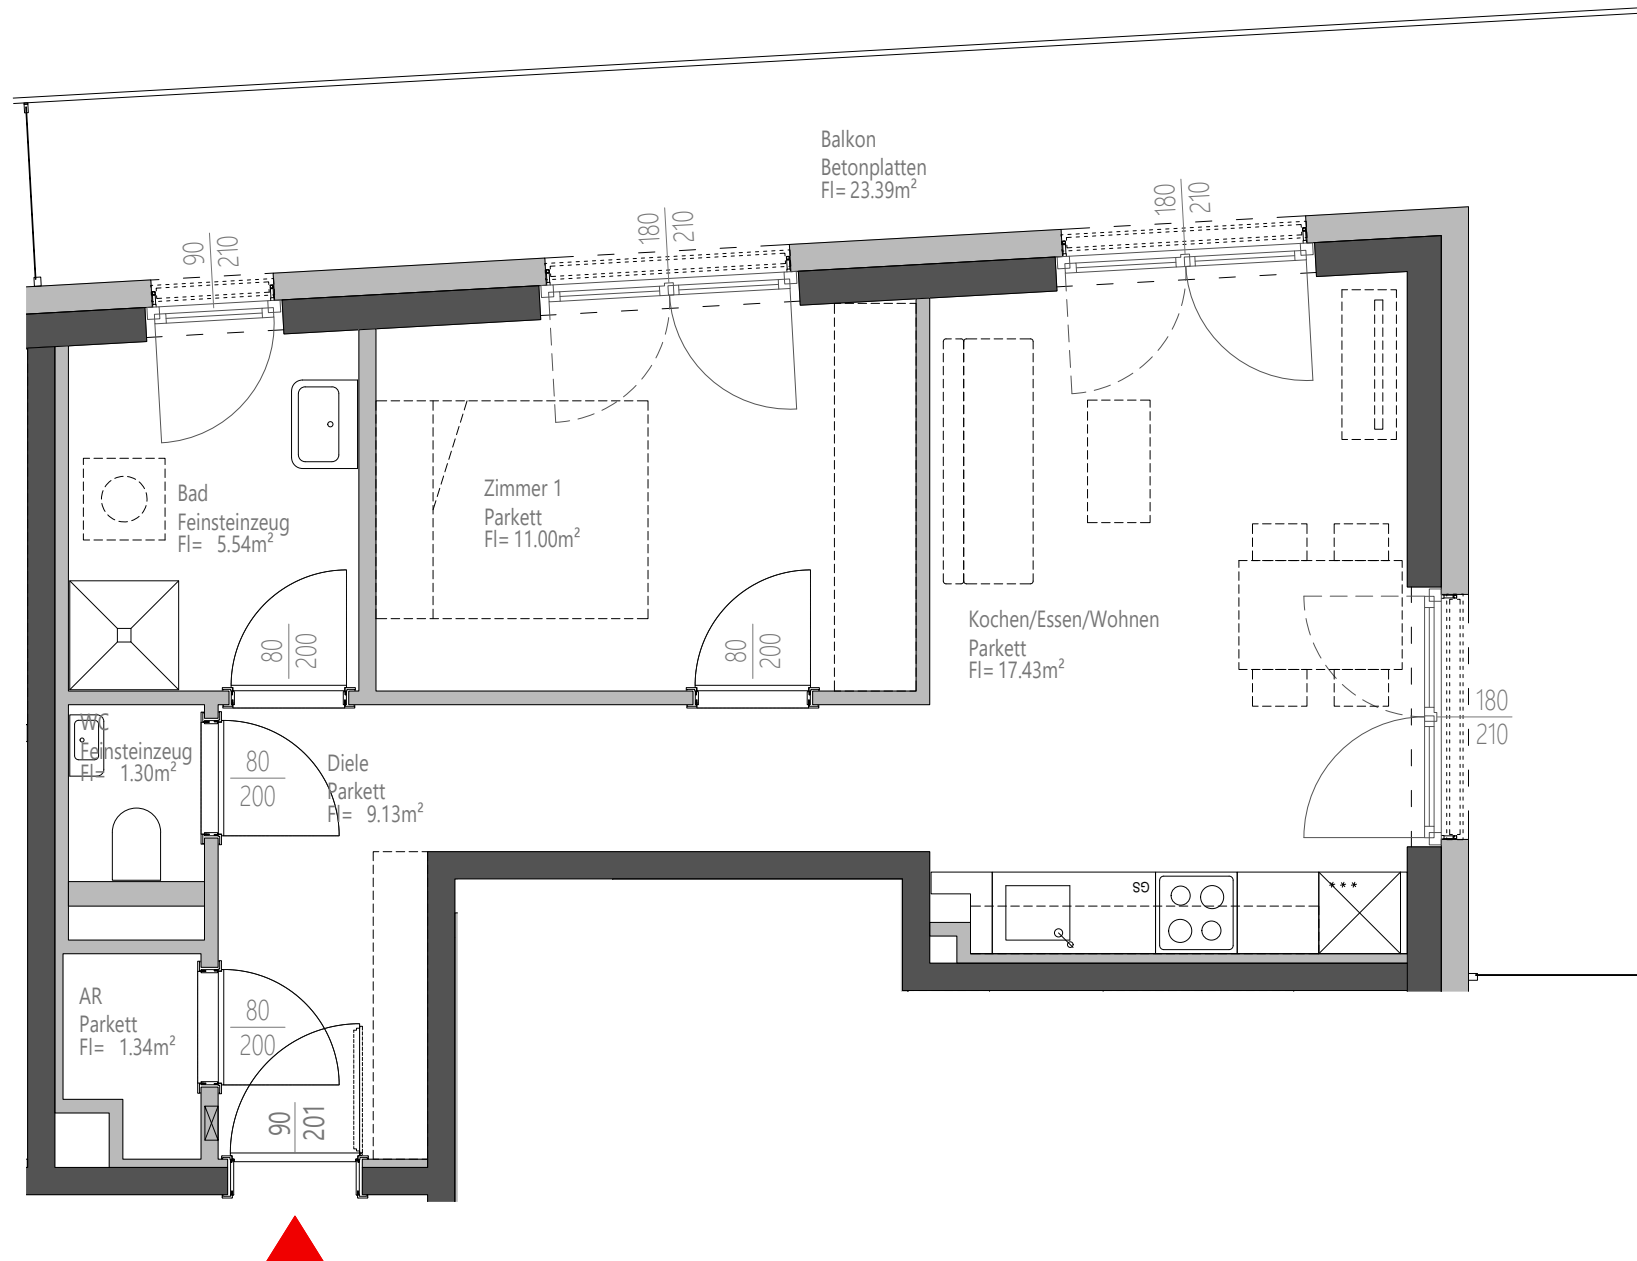 Balkon
Betonplatten
Fl= 23.39m²
90
210
180
210
180
210
Bad
Feinsteinzeug
Fl= 5.54m²
Zimmer 1
Parkett
Fl= 11.00m²
Kochen/Essen/Wohnen
Parkett
Fl= 17.43m²
80
200
80
200
180
210
WC
Feinsteinzeug
Fl= 1.30m²
80
200
Diele
Parkett
Fl= 9.13m²
GS
***
AR
Parkett
Fl= 1.34m²
80
200
90
201